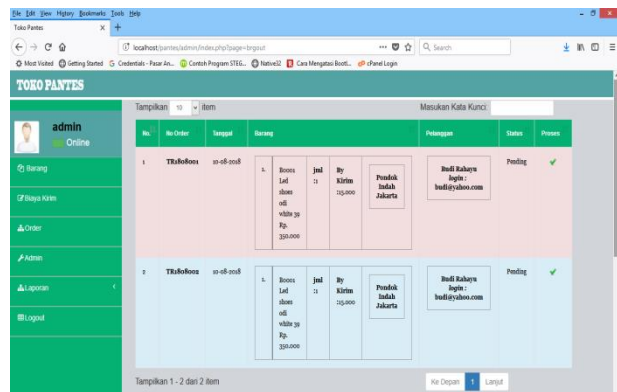 File Edit View History Bookmarks Tools Help
Toko Pantes
localhost/pantes/admin/index.php?page=brgout
Search
Most Visited Getting Started Credentials - Pasar An... Contoh Program STEG... Native32 Cara Mengatasi Bootl... cPanel Login
TOKO PANTES
admin
Online
Barang
Biaya Kirim
Order
Admin
Laporan
Logout
Tampilkan 10 item
Masukan Kata Kunci:
No. No Order Tanggal Barang Pelanggan Status Proses
1 TR1808001 10-08-2018
1. B0001
Led
shoes
odi
white 39
Rp.
350.000
jml
:1
By
Kirim
:15.000
Pondok
Indah
Jakarta
Budi Rahayu
login :
budi@yahoo.com
Pending
2 TR1808002 10-08-2018
1. B0001
Led
shoes
odi
white 39
Rp.
350.000
jml
:1
By
Kirim
:15.000
Pondok
Indah
Jakarta
Budi Rahayu
login :
budi@yahoo.com
Pending
Tampilkan 1 - 2 dari 2 item
Ke Depan 1 Lanjut